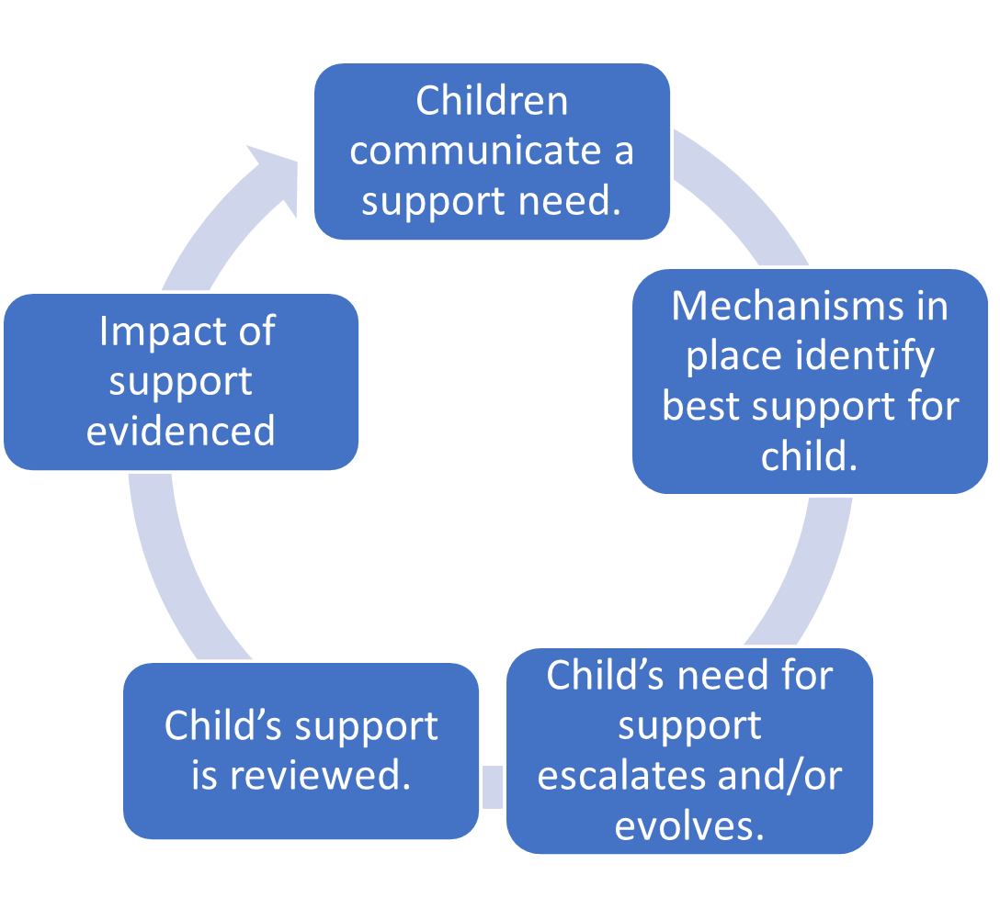 Children
communicate a
support need.
Mechanisms in
place identify
best support for
child.
Child’s need for
support
escalates and/or
evolves.
Child’s support
is reviewed.
Impact of
support
evidenced